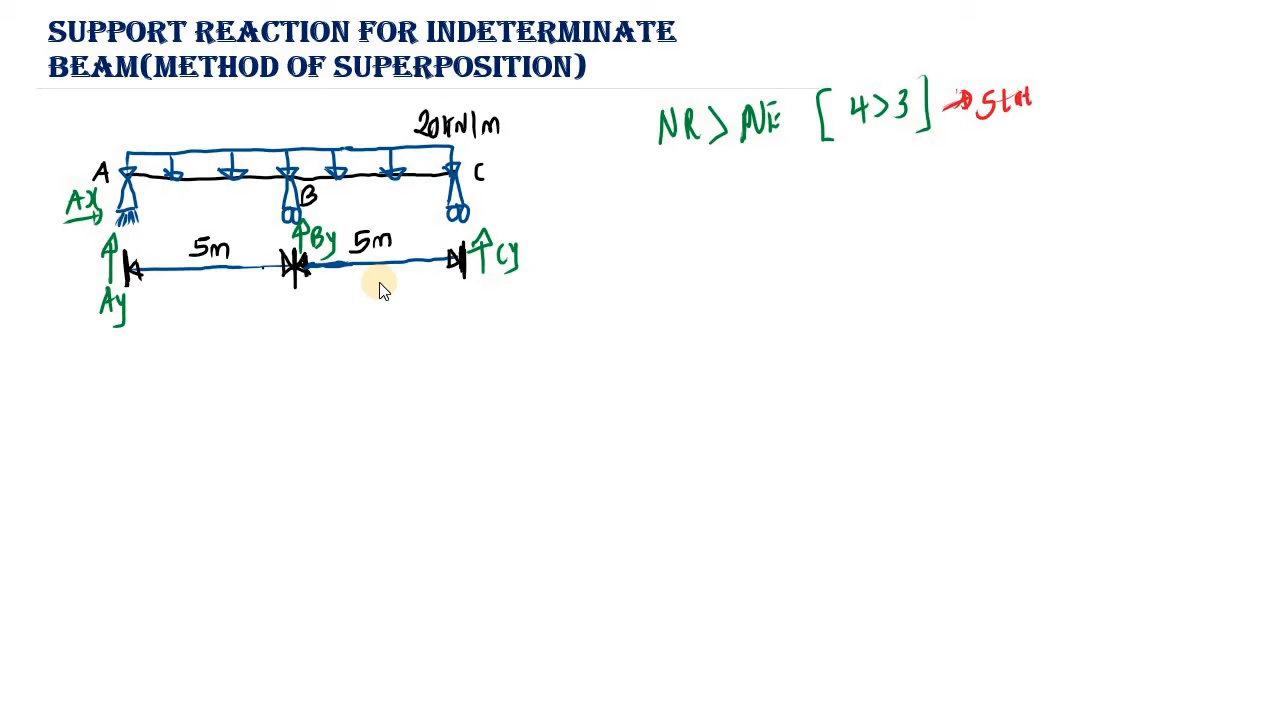 SUPPORT REACTION FOR INDETERMINATE
BEAM(METHOD OF SUPERPOSITION)
NR > NE [4>3] → Stat
20kN/m
A
C
B
Ax
By
5m
5m
Cy
Ay